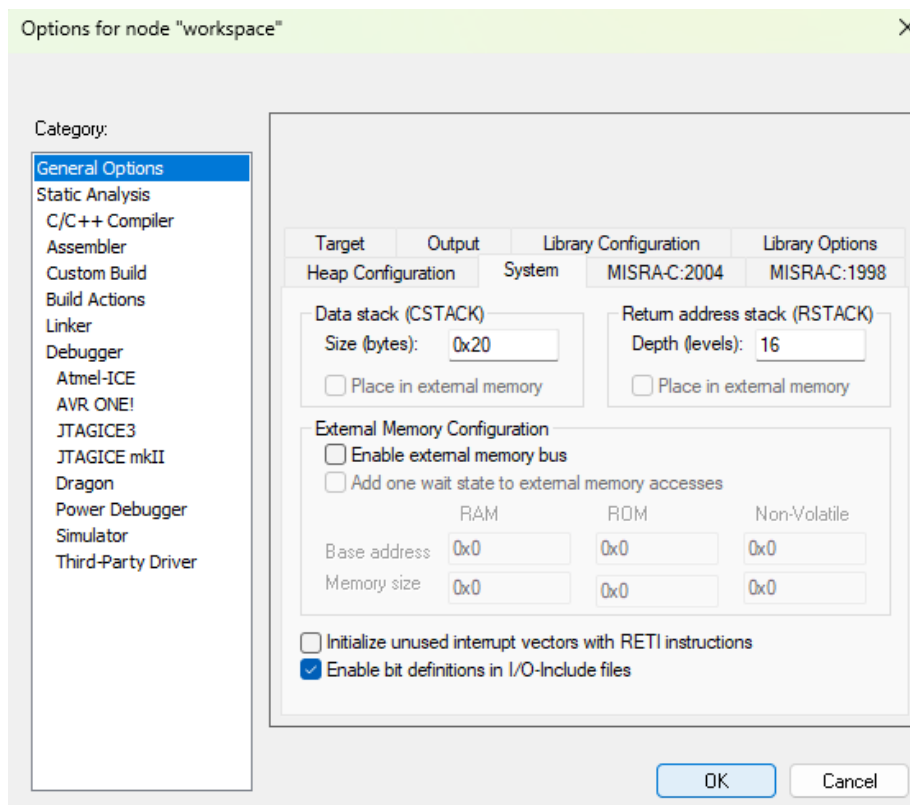 Options for node "workspace"
Category:
General Options
Static Analysis
C/C++ Compiler
Assembler
Custom Build
Build Actions
Linker
Debugger
Atmel-ICE
AVR ONE!
JTAGICE3
JTAGICE mkII
Dragon
Power Debugger
Simulator
Third-Party Driver
Target Output Library Configuration Library Options
Heap Configuration System MISRA-C:2004 MISRA-C:1998
Data stack (CSTACK)
Size (bytes): 0x20
Place in external memory
Return address stack (RSTACK)
Depth (levels): 16
Place in external memory
External Memory Configuration
Enable external memory bus
Add one wait state to external memory accesses
RAM ROM Non-Volatile
Base address 0x0 0x0 0x0
Memory size 0x0 0x0 0x0
Initialize unused interrupt vectors with RETI instructions
Enable bit definitions in I/O-Include files
OK Cancel